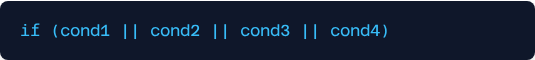 if (cond1 || cond2 || cond3 || cond4)